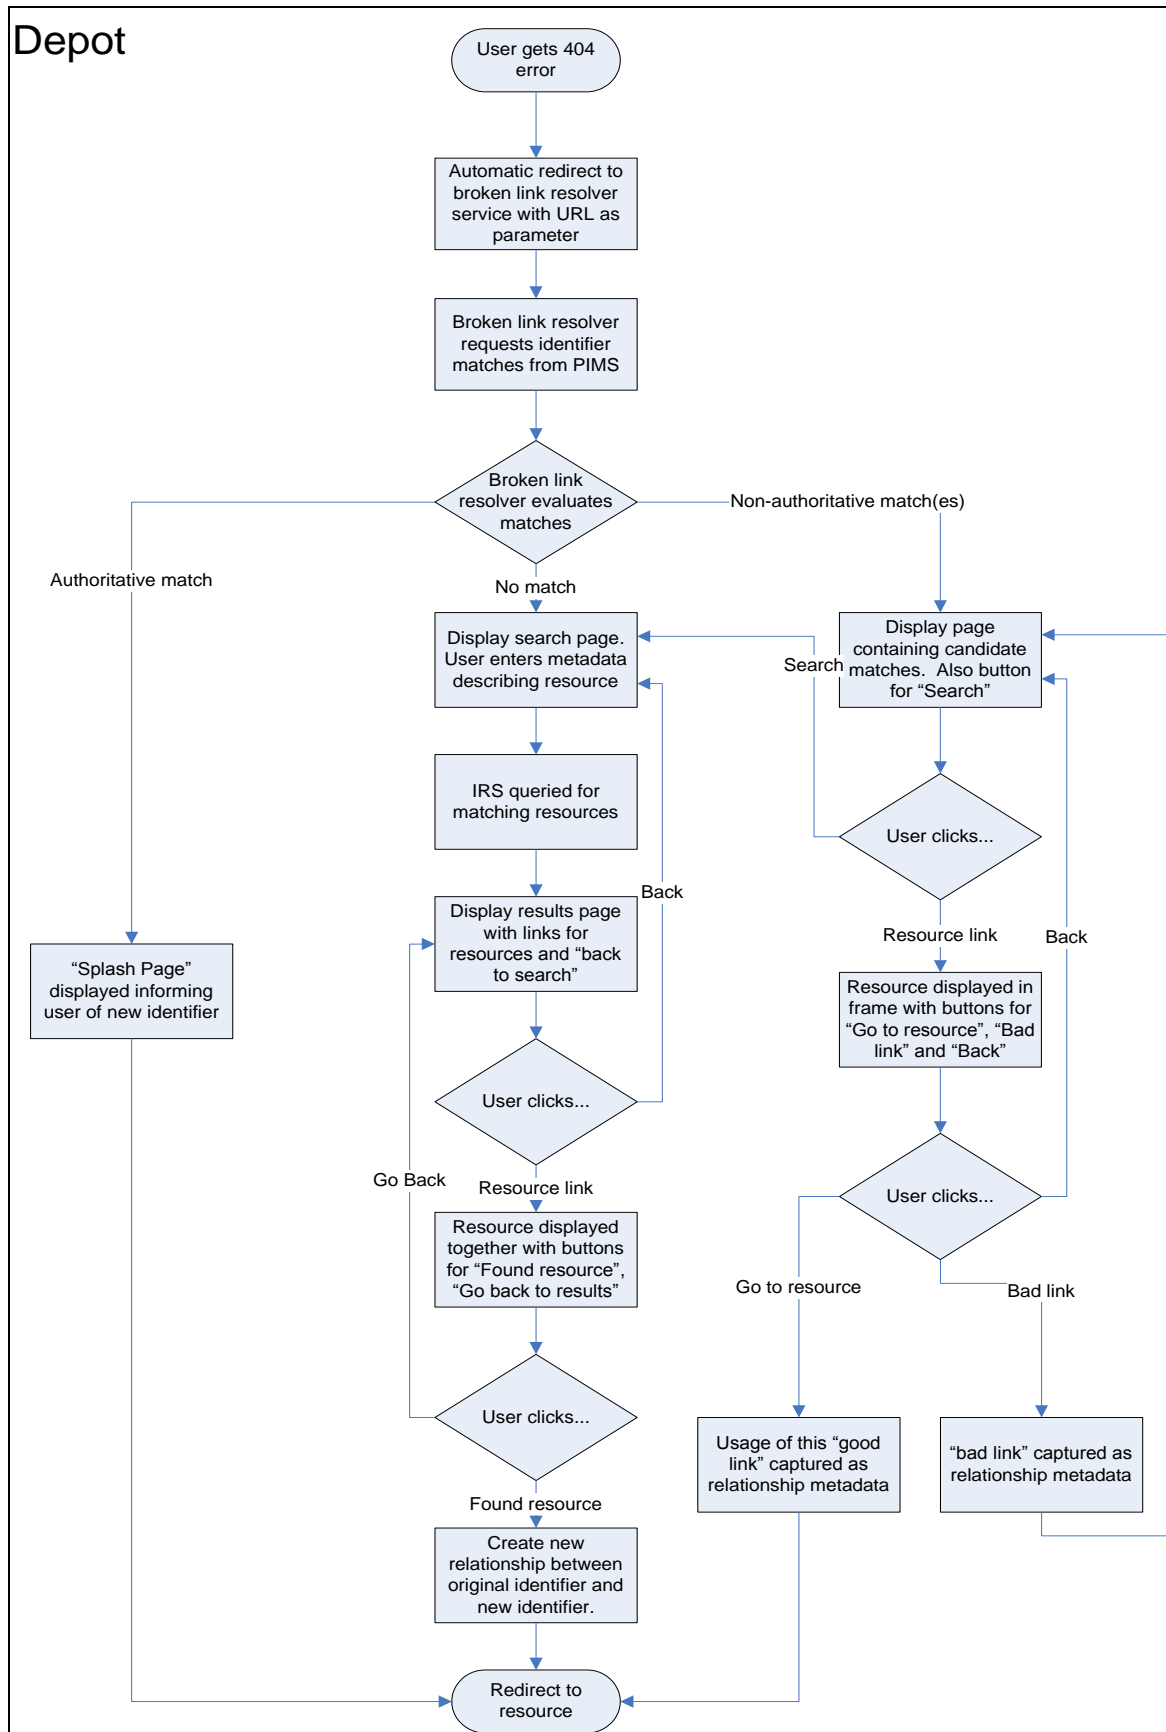 Depot
User gets 404
error
Automatic redirect to
broken link resolver
service with URL as
parameter
Broken link resolver
requests identifier
matches from PIMS
Broken link
resolver evaluates
matches
Non-authoritative match(es)
Authoritative match
No match
Display search page.
User enters metadata
describing resource
Search
Display page
containing candidate
matches.  Also button
for “Search”
IRS queried for
matching resources
User clicks...
Back
Display results page
with links for
resources and “back
to search”
Resource link
Back
“Splash Page”
displayed informing
user of new identifier
Resource displayed in
frame with buttons for
“Go to resource”, “Bad
link” and “Back”
User clicks...
Go Back
Resource link
User clicks...
Resource displayed
together with buttons
for “Found resource”,
“Go back to results”
Go to resource
Bad link
User clicks...
Usage of this “good
link” captured as
relationship metadata
“bad link” captured as
relationship metadata
Found resource
Create new
relationship between
original identifier and
new identifier.
Redirect to
resource